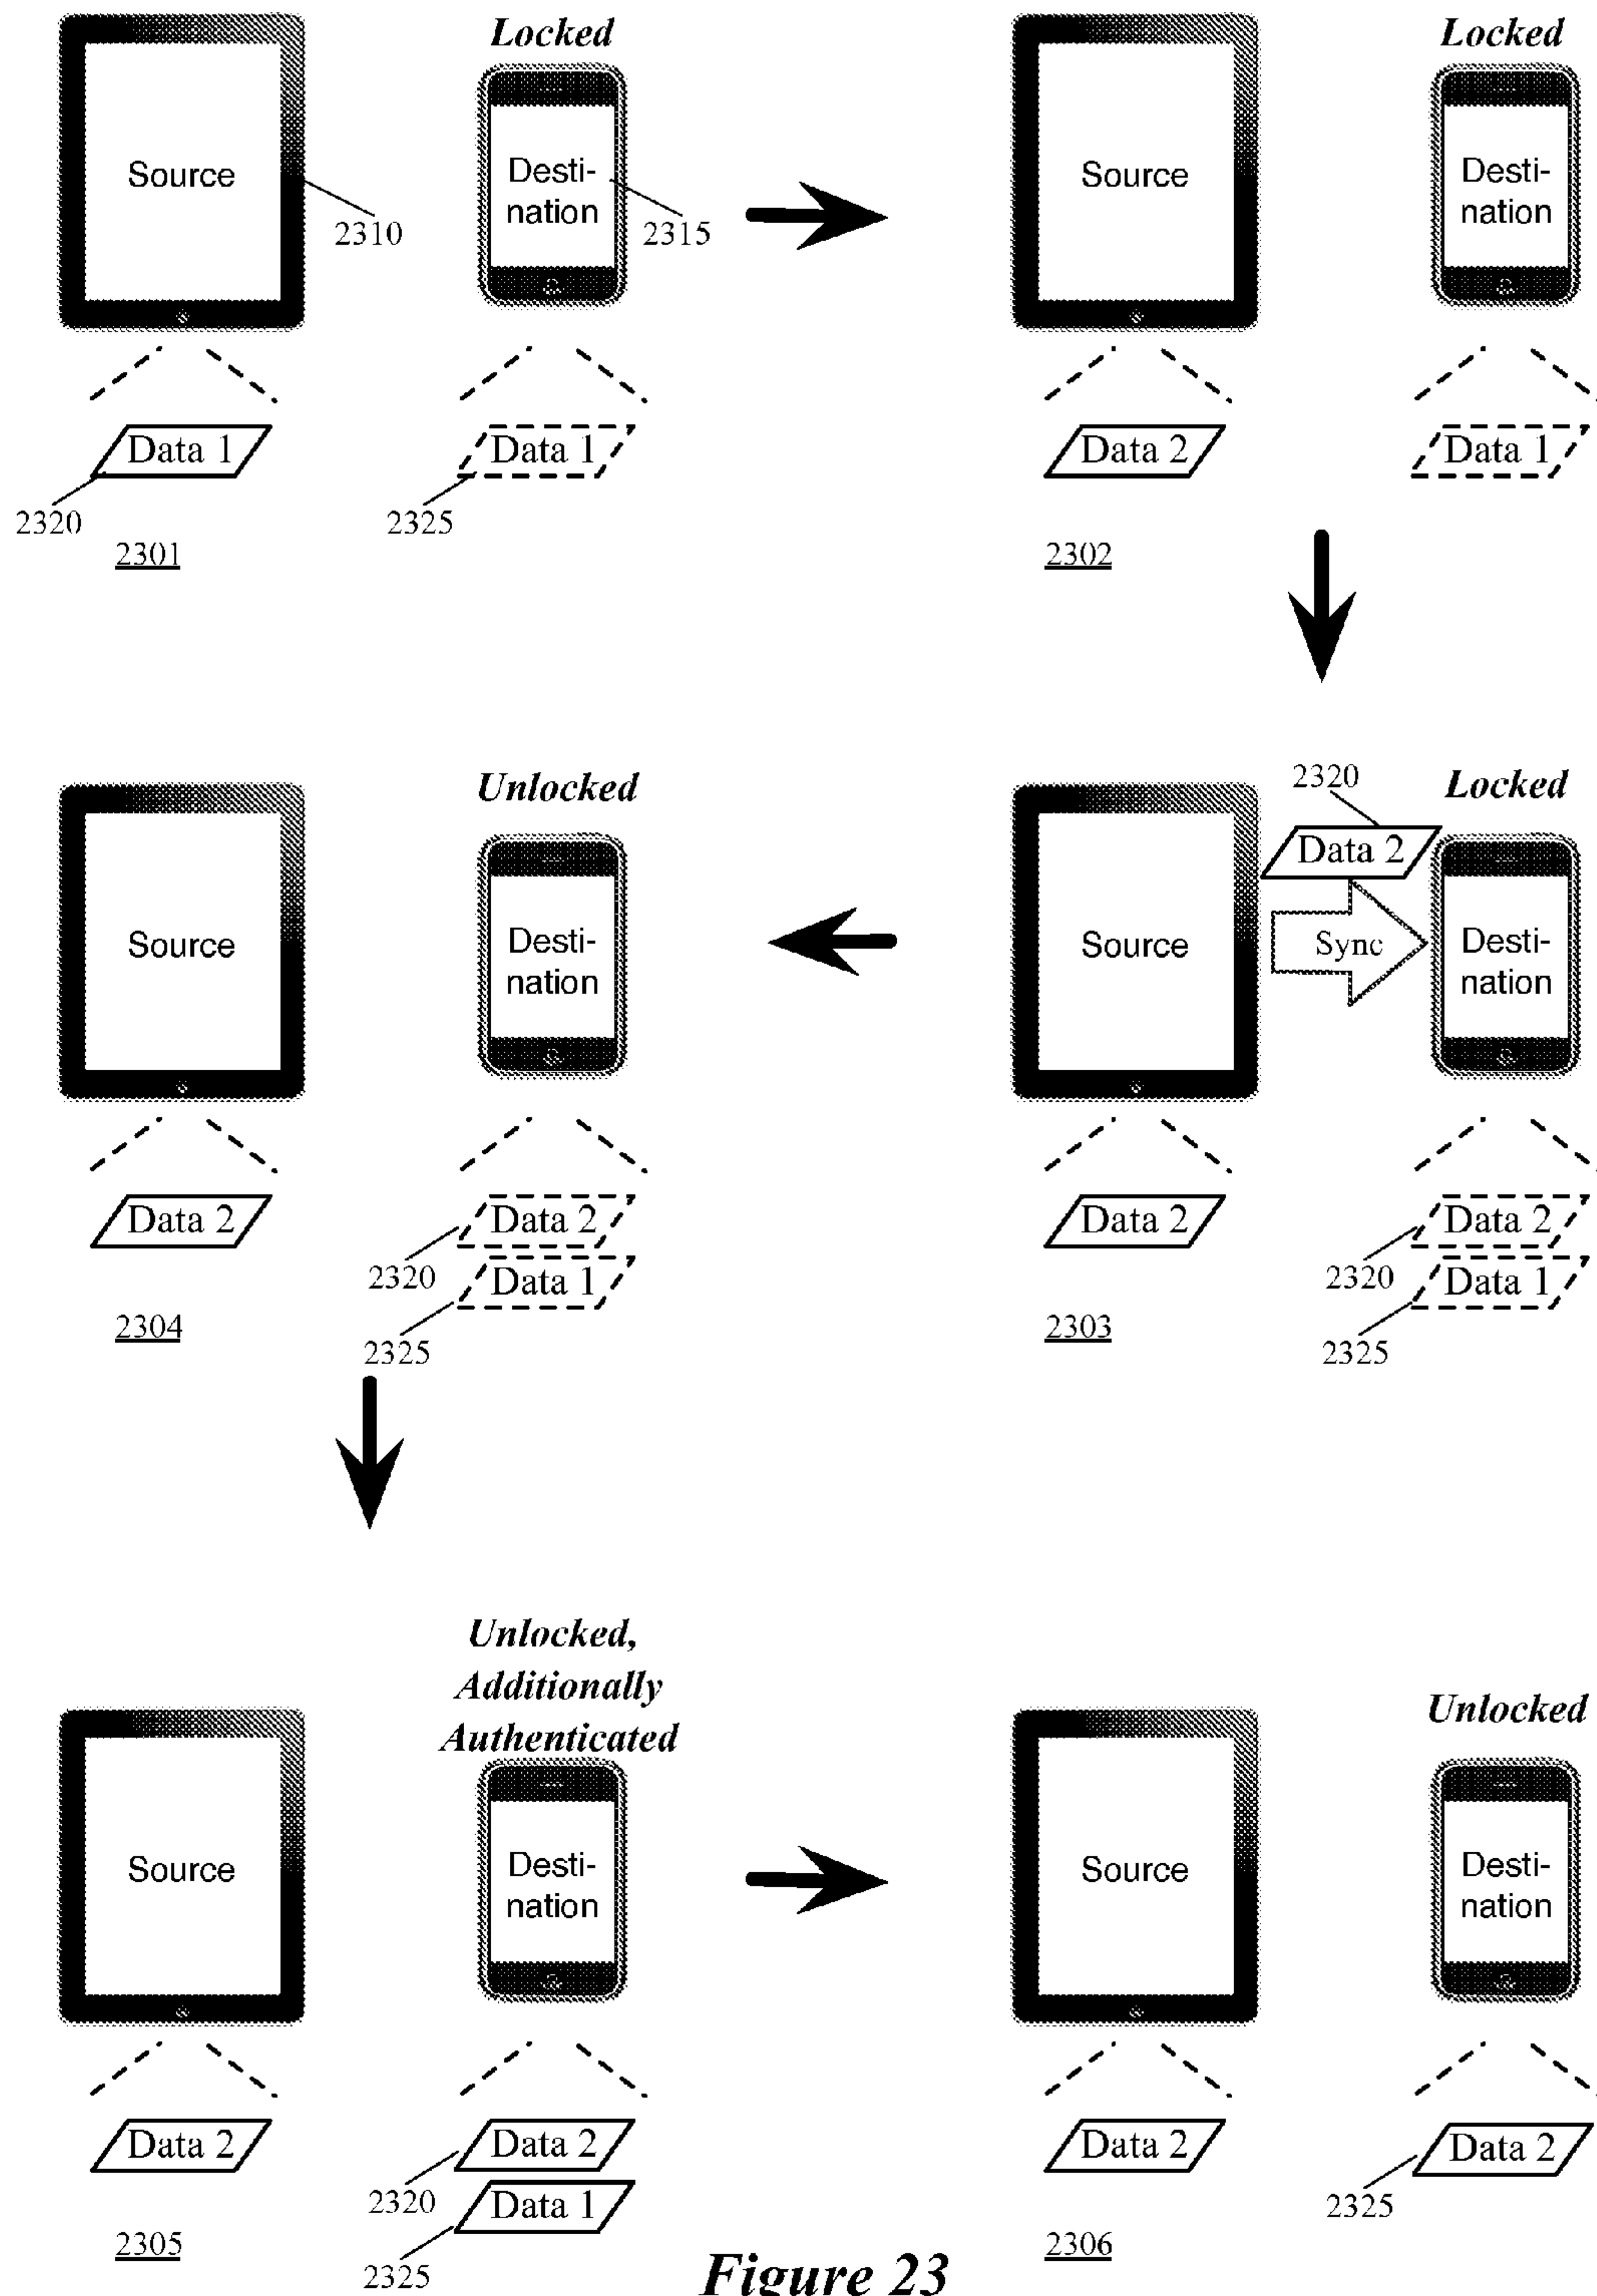 Locked
Source
Desti-
nation
2310
2315
Data 1
Data 1
2320
2325
2301
Locked
Source
Desti-
nation
Data 2
Data 1
2302
2320
Locked
Data 2
Source
Sync
Desti-
nation
Data 2
Data 2
2320
Data 1
2303
2325
Unlocked
Source
Desti-
nation
Data 2
Data 2
2320
Data 1
2304
2325
Unlocked,
Additionally
Authenticated
Source
Desti-
nation
Data 2
Data 2
2320
Data 1
2305
2325
Unlocked
Source
Desti-
nation
Data 2
Data 2
2325
2306
Figure 23